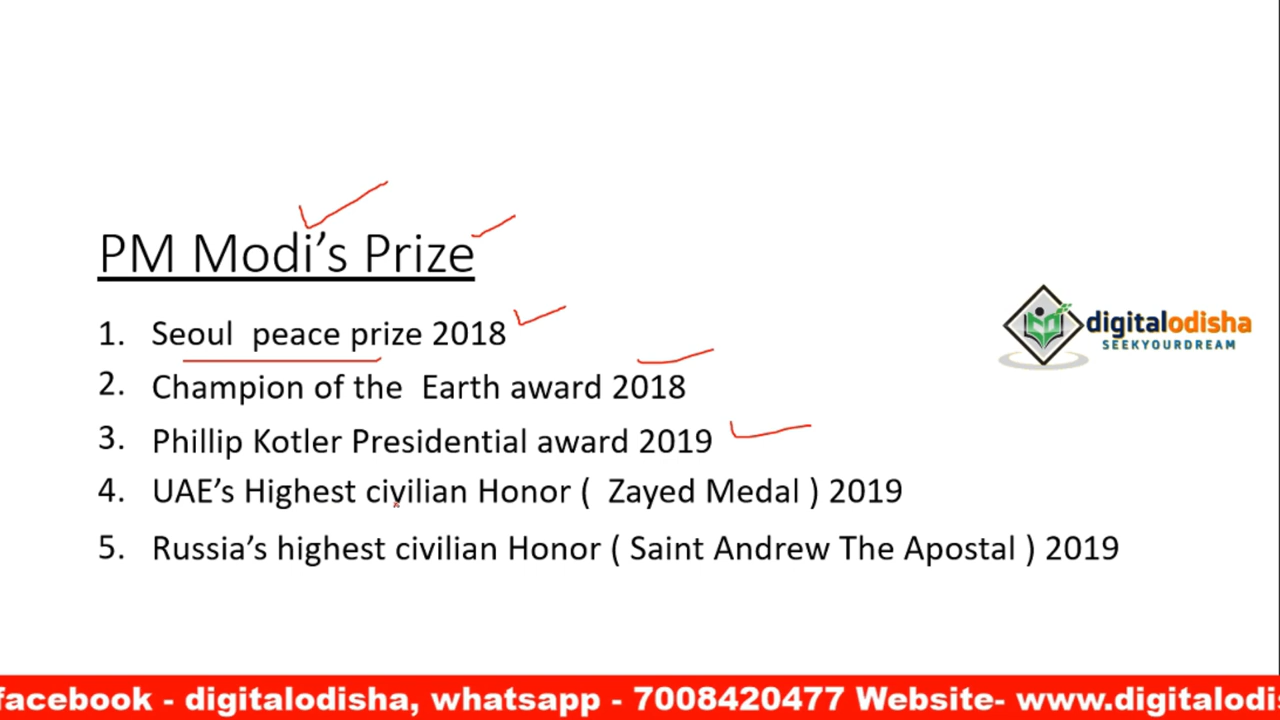 PM Modi's Prize
1. Seoul peace prize 2018
2. Champion of the Earth award 2018
3. Phillip Kotler Presidential award 2019
4. UAE's Highest civilian Honor ( Zayed Medal ) 2019
5. Russia's highest civilian Honor ( Saint Andrew The Apostal ) 2019
digitalodisha
SEEKYOURDREAM
facebook - digitalodisha, whatsapp - 7008420477 Website- www.digitalodi